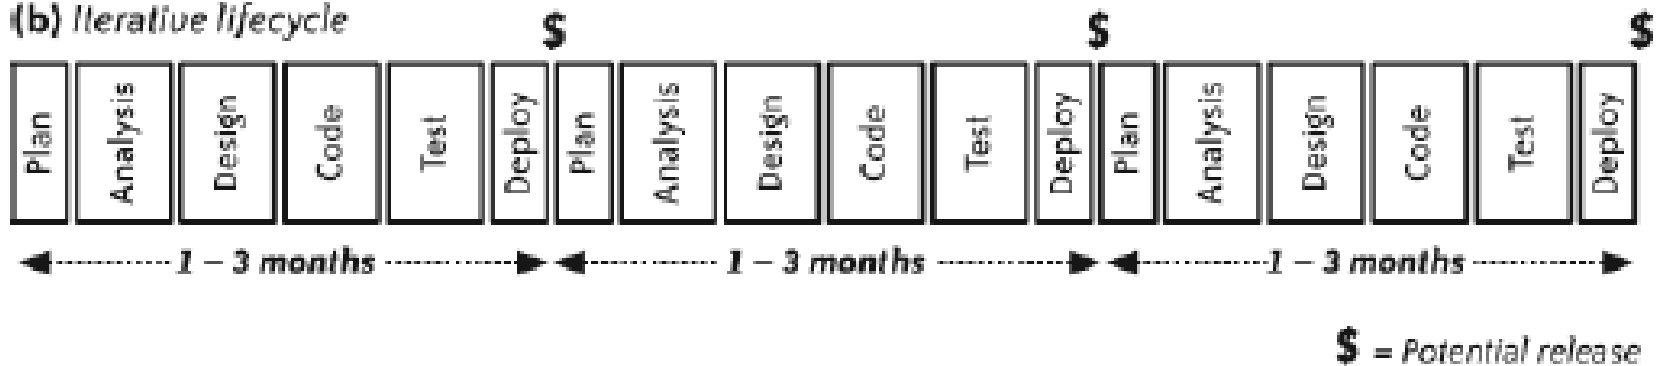 (b) Iterative lifecycle
$ $ $
Plan Analysis Design Code Test Deploy Plan Analysis Design Code Test Deploy Plan Analysis Design Code Test Deploy
1 – 3 months 1 – 3 months 1 – 3 months
$ = Potential release